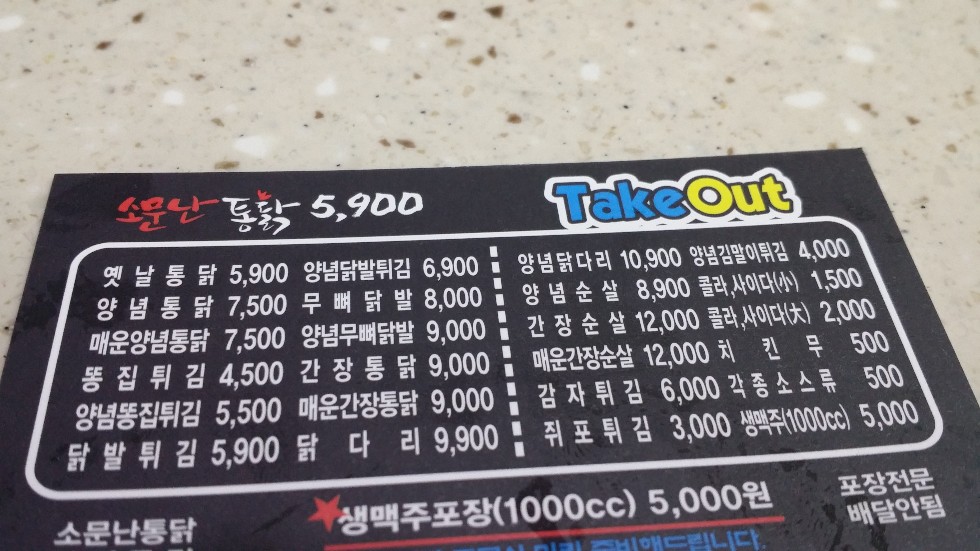 소문난 통닭 5,900
TakeOut
옛날통닭 5,900 양념닭발튀김 6,900
양념통닭 7,500 무뼈닭발 8,000
매운양념통닭 7,500 양념무뼈닭발 9,000
똥집튀김 4,500 간장통닭 9,000
양념똥집튀김 5,500 매운간장통닭 9,000
닭발튀김 5,900 닭다리 9,900
양념닭다리 10,900 양념김말이튀김 4,000
양념순살 8,900 콜라,사이다(小) 1,500
간장순살 12,000 콜라,사이다(大) 2,000
매운간장순살 12,000 치킨무 500
감자튀김 6,000 각종소스류 500
쥐포튀김 3,000 생맥주(1000cc) 5,000
생맥주포장(1000cc) 5,000원
포장전문
배달안됨
소문난통닭